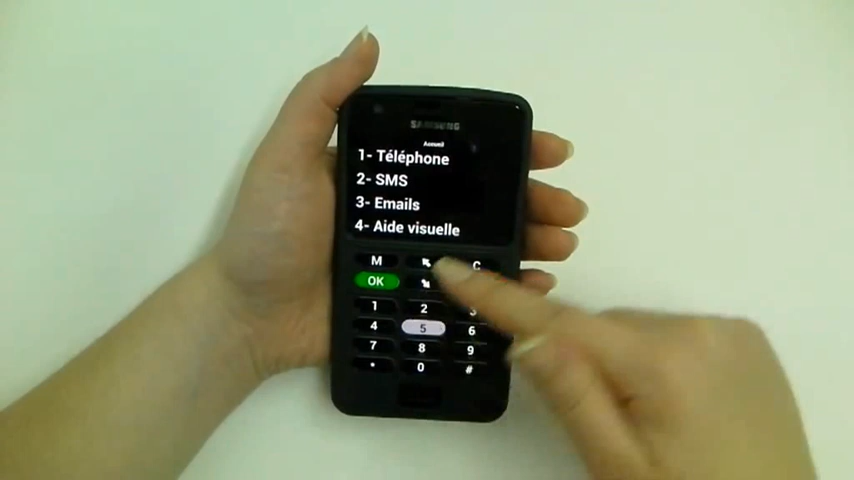 SAMSUNG
Accueil
1- Téléphone
2- SMS
3- Emails
4- Aide visuelle
M C
OK
1 2 3
4 5 6
7 8 9
* 0 #